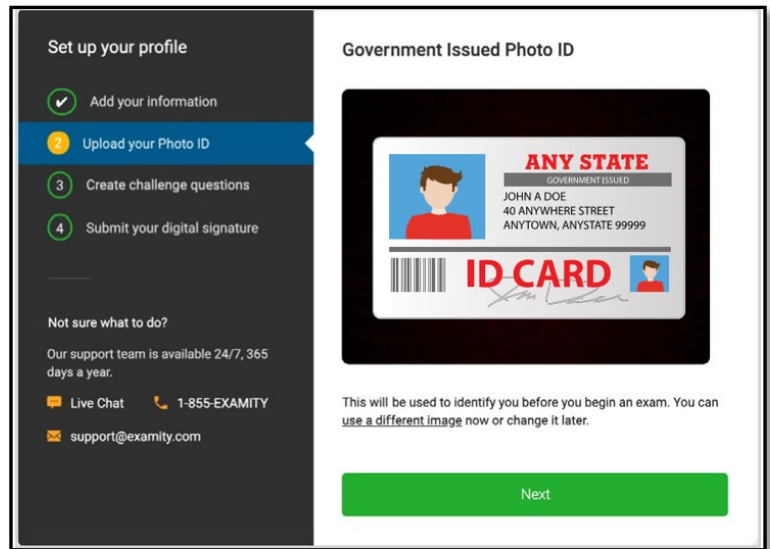 Set up your profile
Add your information
2 Upload your Photo ID
3 Create challenge questions
4 Submit your digital signature
Not sure what to do?
Our support team is available 24/7, 365
days a year.
Live Chat 1-855-EXAMITY
support@examity.com
Government Issued Photo ID
ANY STATE
GOVERNMENT ISSUED
JOHN A DOE
40 ANYWHERE STREET
ANYTOWN, ANYSTATE 99999
ID CARD
This will be used to identify you before you begin an exam. You can
use a different image now or change it later.
Next